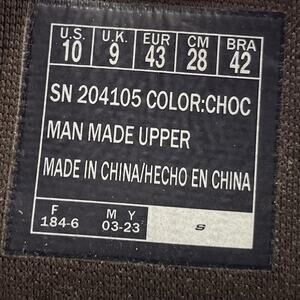 U.S. U.K. EUR CM BRA
10 9 43 28 42
SN 204105 COLOR:CHOC
MAN MADE UPPER
MADE IN CHINA/HECHO EN CHINA
F M Y
184-6 03-23 S